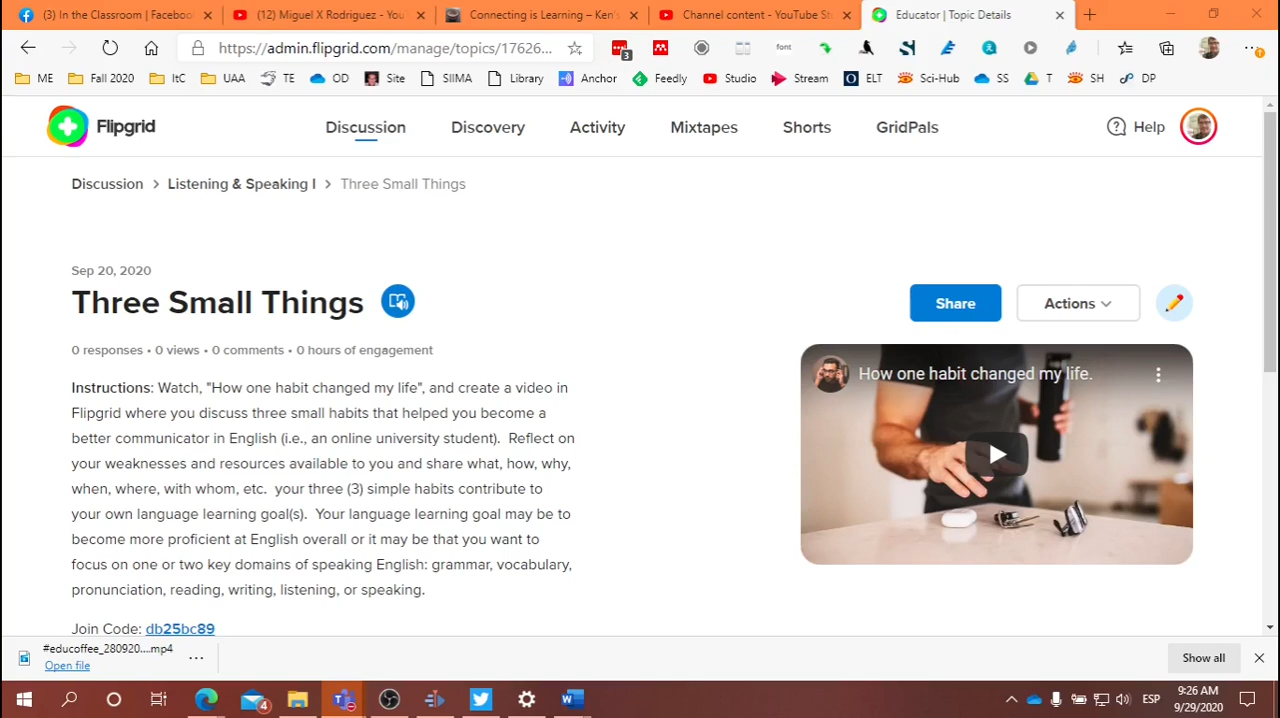 (3) In the Classroom | Facebook
(12) Miguel X Rodriguez - You
Connecting is Learning – Ken's
Channel content - YouTube St
Educator | Topic Details
https://admin.flipgrid.com/manage/topics/17626...
3
font
ME
Fall 2020
ItC
UAA
TE
OD
Site
SIIMA
Library
Anchor
Feedly
Studio
Stream
ELT
Sci-Hub
SS
T
SH
DP
Flipgrid
Discussion
Discovery
Activity
Mixtapes
Shorts
GridPals
Help
Discussion > Listening & Speaking I > Three Small Things
Sep 20, 2020
Three Small Things
Share
Actions
0 responses • 0 views • 0 comments • 0 hours of engagement
How one habit changed my life.
Instructions: Watch, "How one habit changed my life", and create a video in
Flipgrid where you discuss three small habits that helped you become a
better communicator in English (i.e., an online university student). Reflect on
your weaknesses and resources available to you and share what, how, why,
when, where, with whom, etc. your three (3) simple habits contribute to
your own language learning goal(s). Your language learning goal may be to
become more proficient at English overall or it may be that you want to
focus on one or two key domains of speaking English: grammar, vocabulary,
pronunciation, reading, writing, listening, or speaking.
Join Code: db25bc89
#educoffee_280920....mp4
Open file
Show all
4
ESP
9:26 AM
9/29/2020